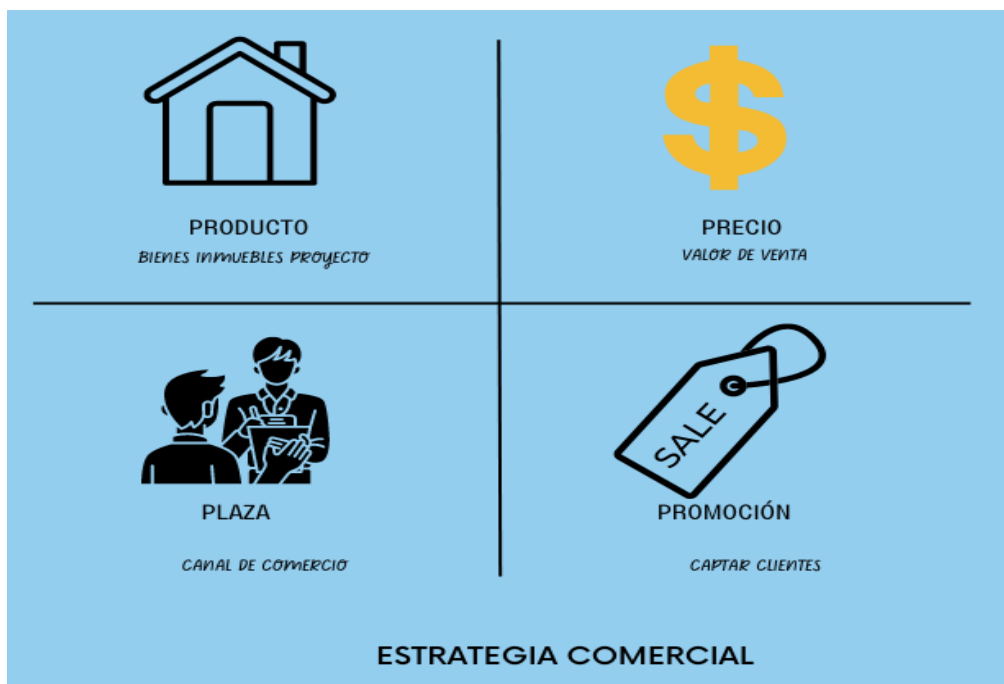 PRODUCTO
BIENES INMUEBLES PROYECTO
PRECIO
VALOR DE VENTA
PLAZA
CANAL DE COMERCIO
SALE
PROMOCIÓN
CAPTAR CLIENTES
ESTRATEGIA COMERCIAL